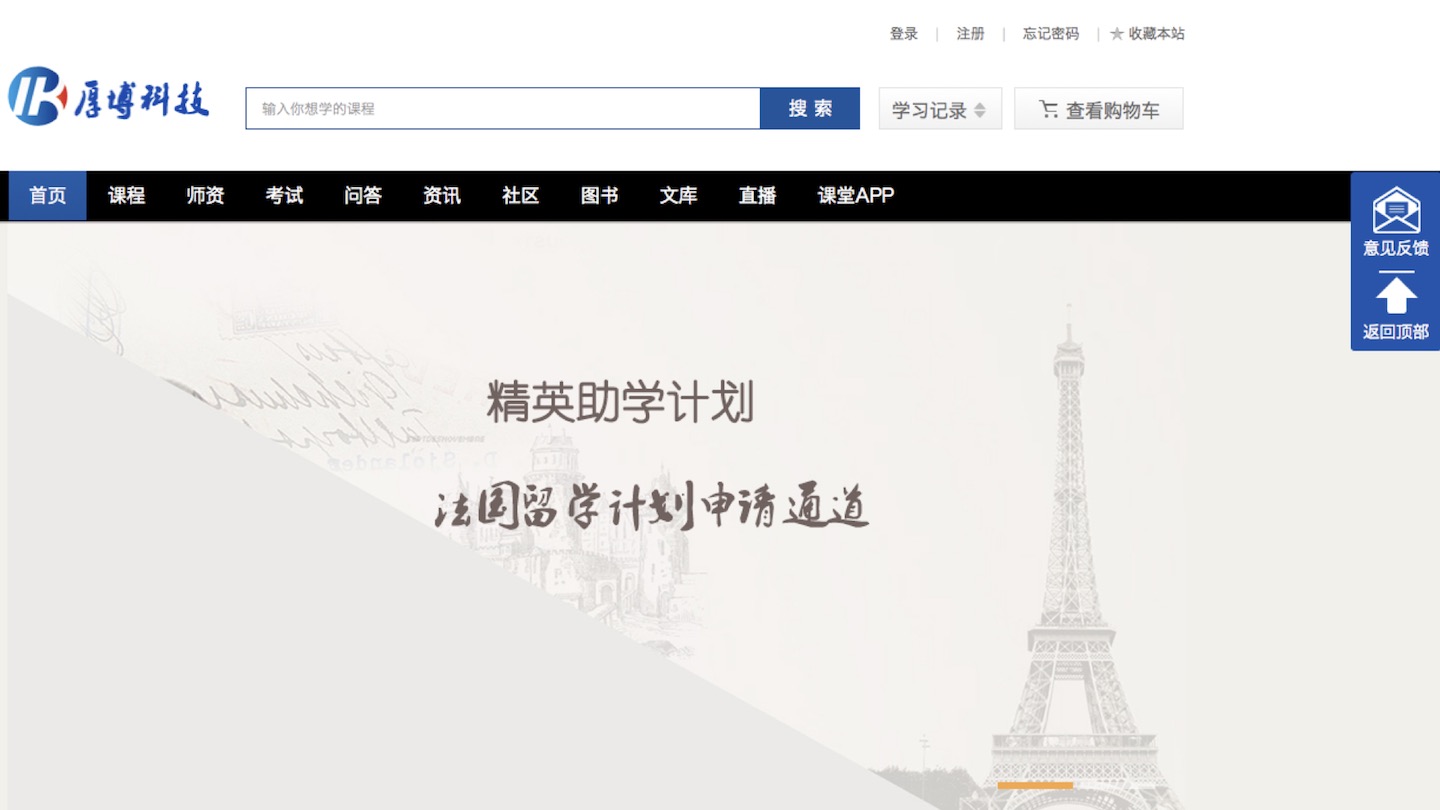 登录 | 注册 | 忘记密码 | 收藏本站
厚博科技
输入你想学的课程
搜 索
学习记录
查看购物车
首页 课程 师资 考试 问答 资讯 社区 图书 文库 直播 课堂APP
意见反馈
返回顶部
精英助学计划
法国留学计划申请通道